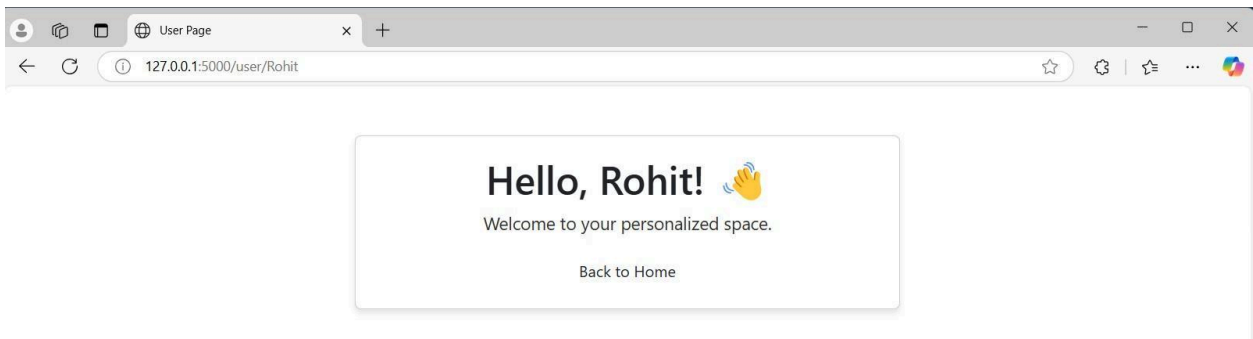 User Page
127.0.0.1:5000/user/Rohit
Hello, Rohit! 👋
Welcome to your personalized space.
Back to Home